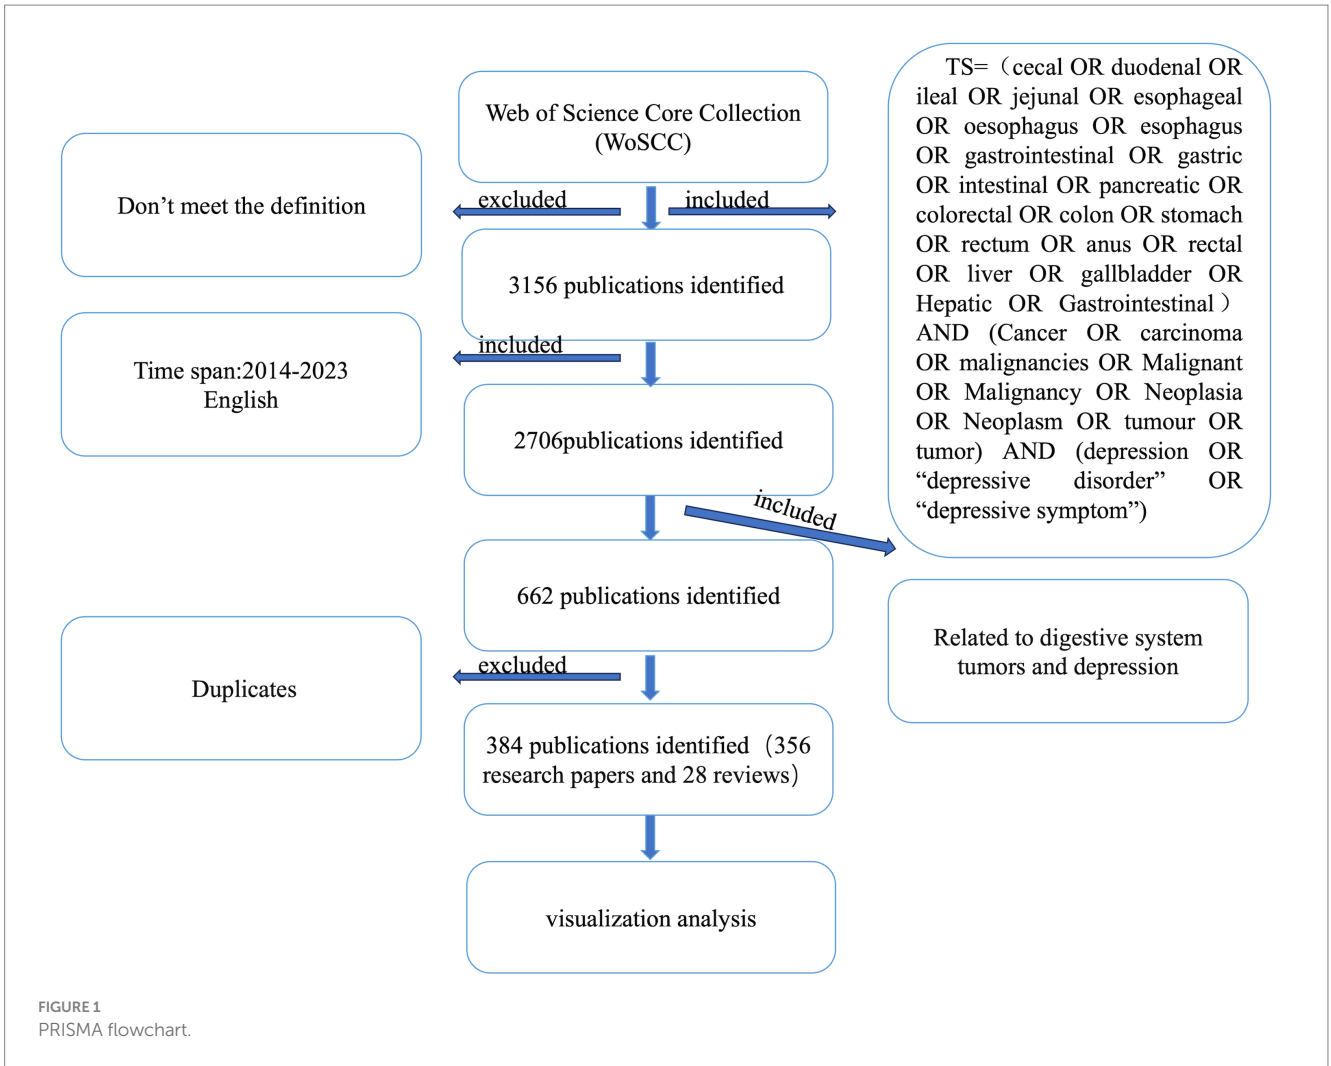 Web of Science Core Collection
(WoSCC)
Don’t meet the definition
excluded
included
TS=（cecal OR duodenal OR
ileal OR jejunal OR esophageal
OR oesophagus OR esophagus
OR gastrointestinal OR gastric
OR intestinal OR pancreatic OR
colorectal OR colon OR stomach
OR rectum OR anus OR rectal
OR liver OR gallbladder OR
Hepatic OR Gastrointestinal）
AND (Cancer OR carcinoma
OR malignancies OR Malignant
OR Malignancy OR Neoplasia
OR Neoplasm OR tumour OR
tumor) AND (depression OR
“depressive disorder” OR
“depressive symptom”)
3156 publications identified
included
Time span:2014-2023
English
2706publications identified
included
662 publications identified
Related to digestive system
tumors and depression
excluded
Duplicates
384 publications identified（356
research papers and 28 reviews）
visualization analysis
FIGURE 1
PRISMA flowchart.